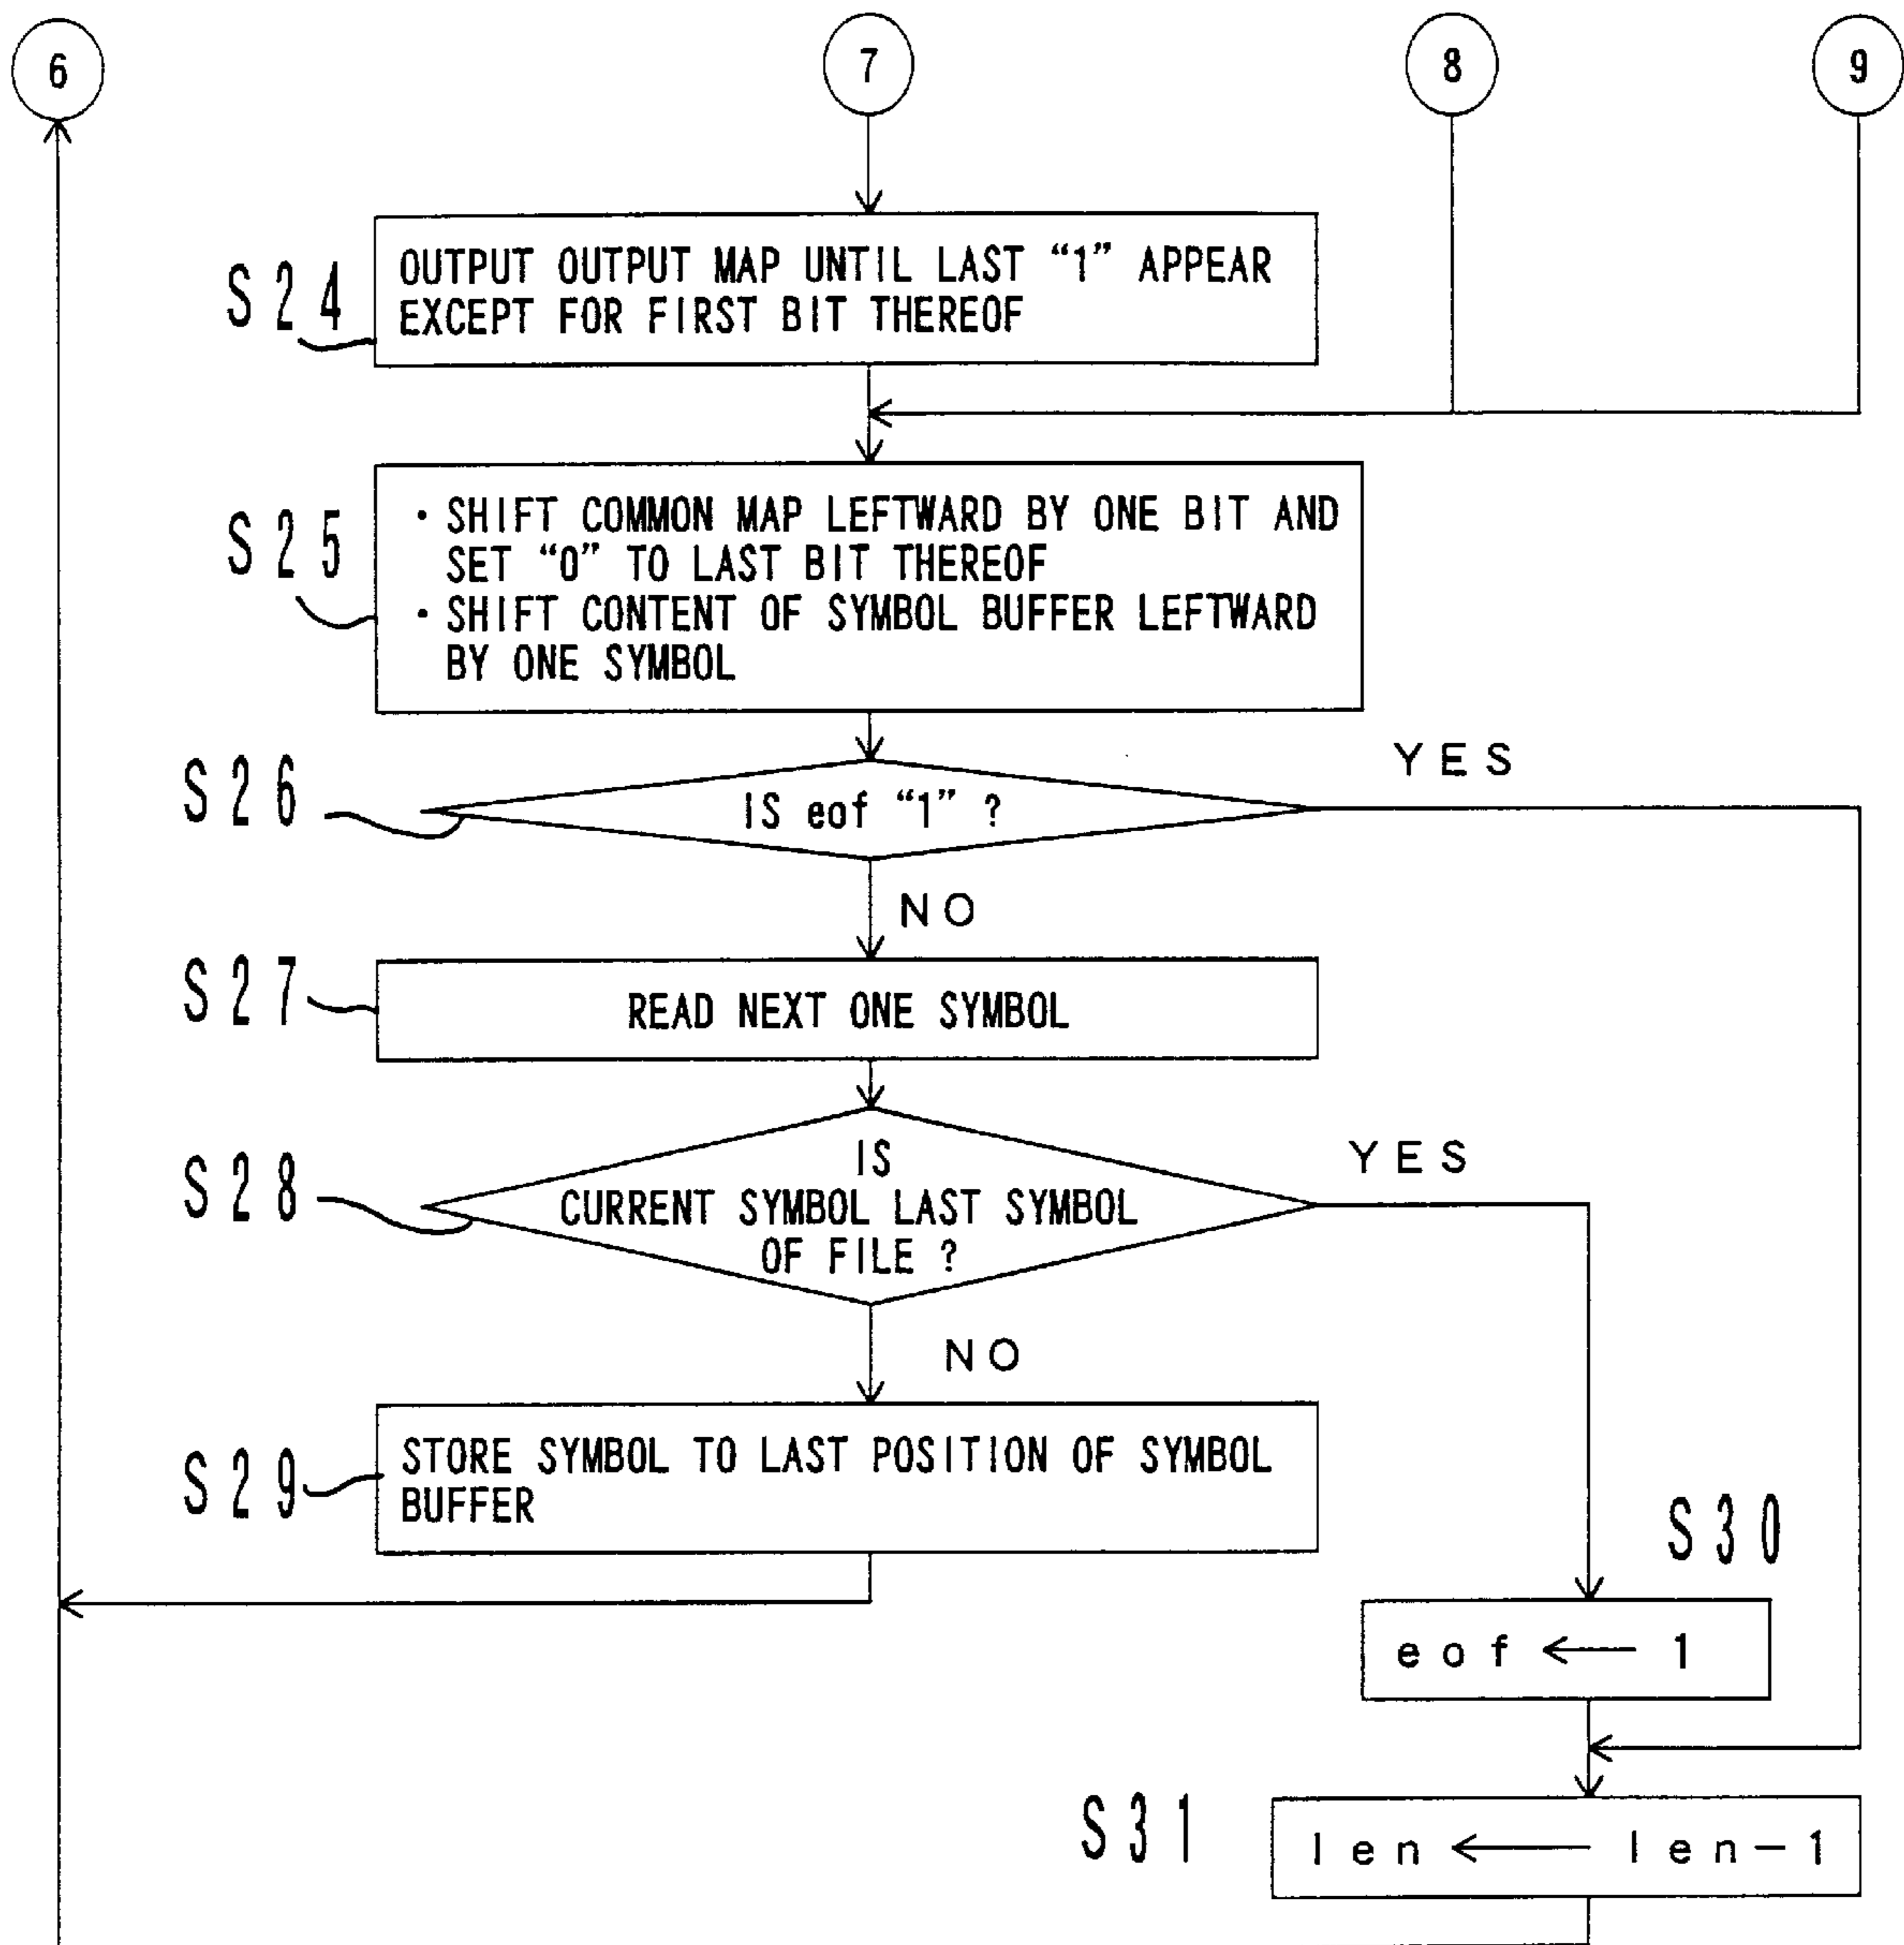 6
7
8
9
S24
OUTPUT OUTPUT MAP UNTIL LAST “1” APPEAR
EXCEPT FOR FIRST BIT THEREOF
S25
・SHIFT COMMON MAP LEFTWARD BY ONE BIT AND
SET “0” TO LAST BIT THEREOF
・SHIFT CONTENT OF SYMBOL BUFFER LEFTWARD
BY ONE SYMBOL
S26
IS eof “1” ?
YES
NO
S27
READ NEXT ONE SYMBOL
S28
IS
CURRENT SYMBOL LAST SYMBOL
OF FILE ?
YES
NO
S29
STORE SYMBOL TO LAST POSITION OF SYMBOL
BUFFER
S30
eof ← 1
S31
len ← len-1